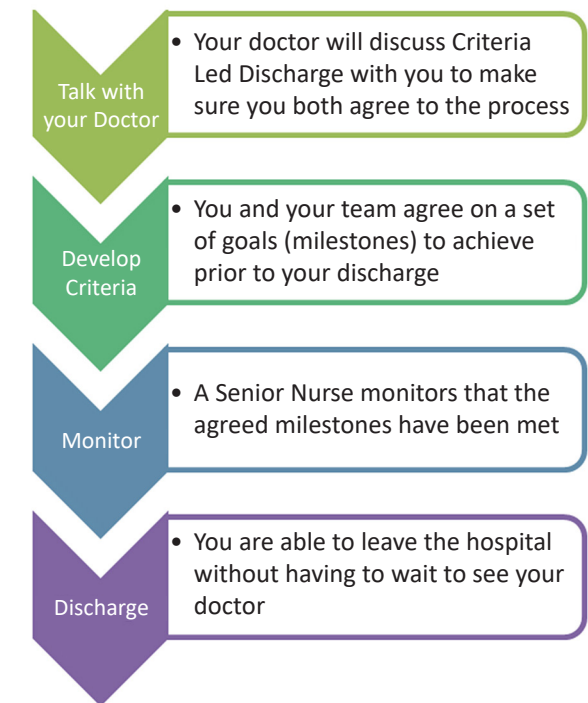 Talk with
your Doctor
• Your doctor will discuss Criteria
Led Discharge with you to make
sure you both agree to the process
Develop
Criteria
• You and your team agree on a set
of goals (milestones) to achieve
prior to your discharge
Monitor
• A Senior Nurse monitors that the
agreed milestones have been met
Discharge
• You are able to leave the hospital
without having to wait to see your
doctor